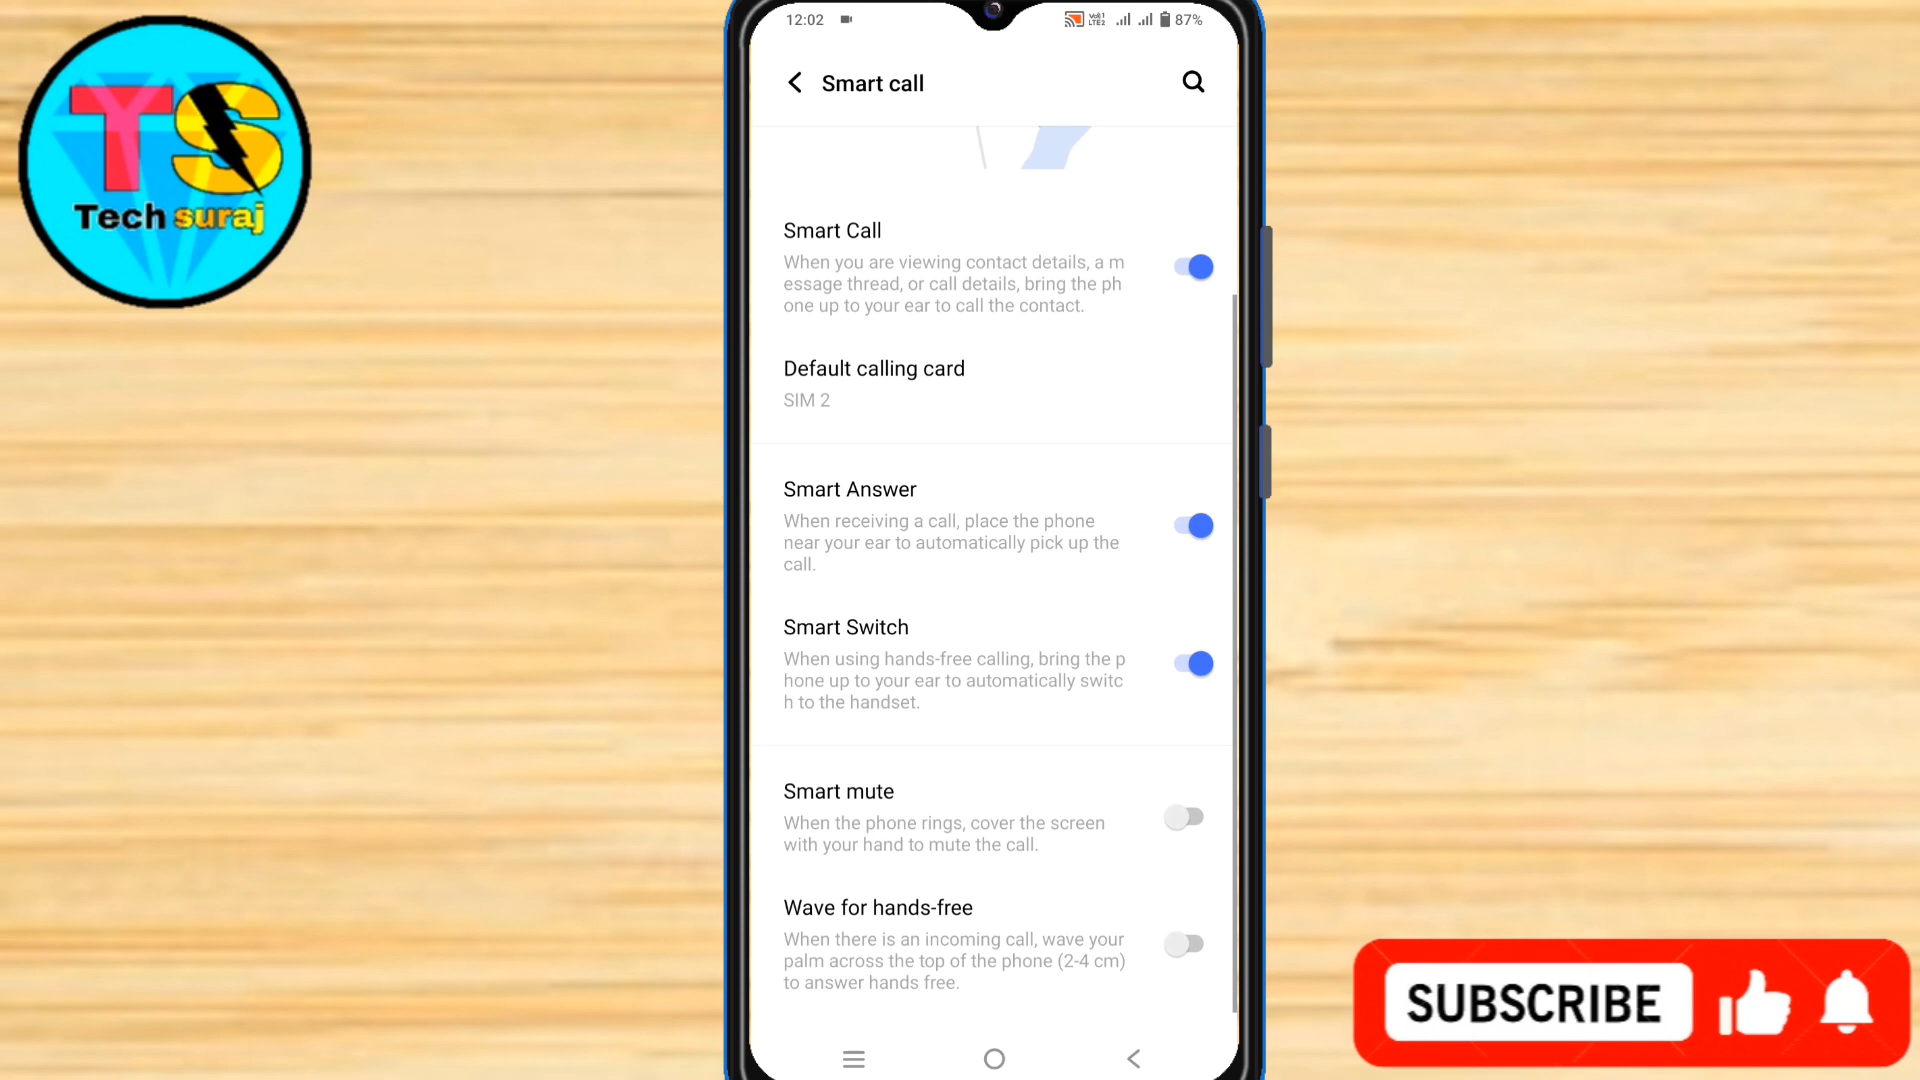 TS
Tech suraj
12:02
Vo)) 1
LTE2
87%
Smart call
Smart Call
When you are viewing contact details, a m
essage thread, or call details, bring the ph
one up to your ear to call the contact.
Default calling card
SIM 2
Smart Answer
When receiving a call, place the phone
near your ear to automatically pick up the
call.
Smart Switch
When using hands-free calling, bring the p
hone up to your ear to automatically switc
h to the handset.
Smart mute
When the phone rings, cover the screen
with your hand to mute the call.
Wave for hands-free
When there is an incoming call, wave your
palm across the top of the phone (2-4 cm)
to answer hands free.
SUBSCRIBE